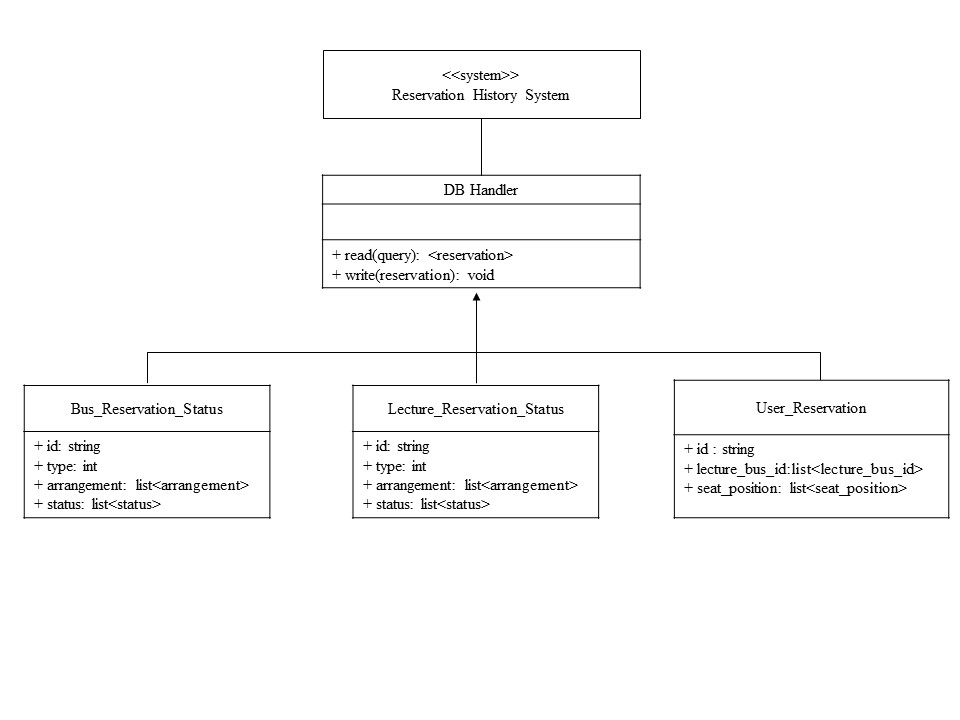 <<system>>
Reservation History System
DB Handler
+ read(query): <reservation>
+ write(reservation): void
Bus_Reservation_Status
+ id: string
+ type: int
+ arrangement: list<arrangement>
+ status: list<status>
Lecture_Reservation_Status
+ id: string
+ type: int
+ arrangement: list<arrangement>
+ status: list<status>
User_Reservation
+ id : string
+ lecture_bus_id:list<lecture_bus_id>
+ seat_position: list<seat_position>